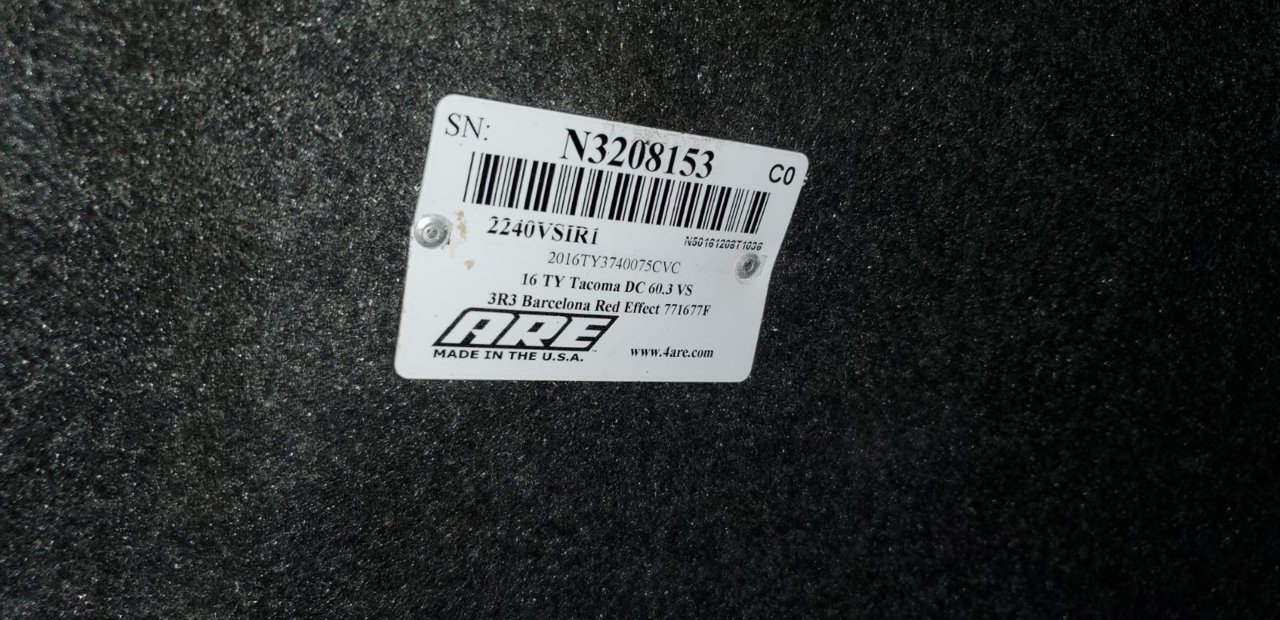 SN: N3208153 C0
2240VSIR1 N50161208T1036
2016TY3740075CVC
16 TY Tacoma DC 60.3 VS
3R3 Barcelona Red Effect 771677F
ARE
MADE IN THE U.S.A. www.4are.com